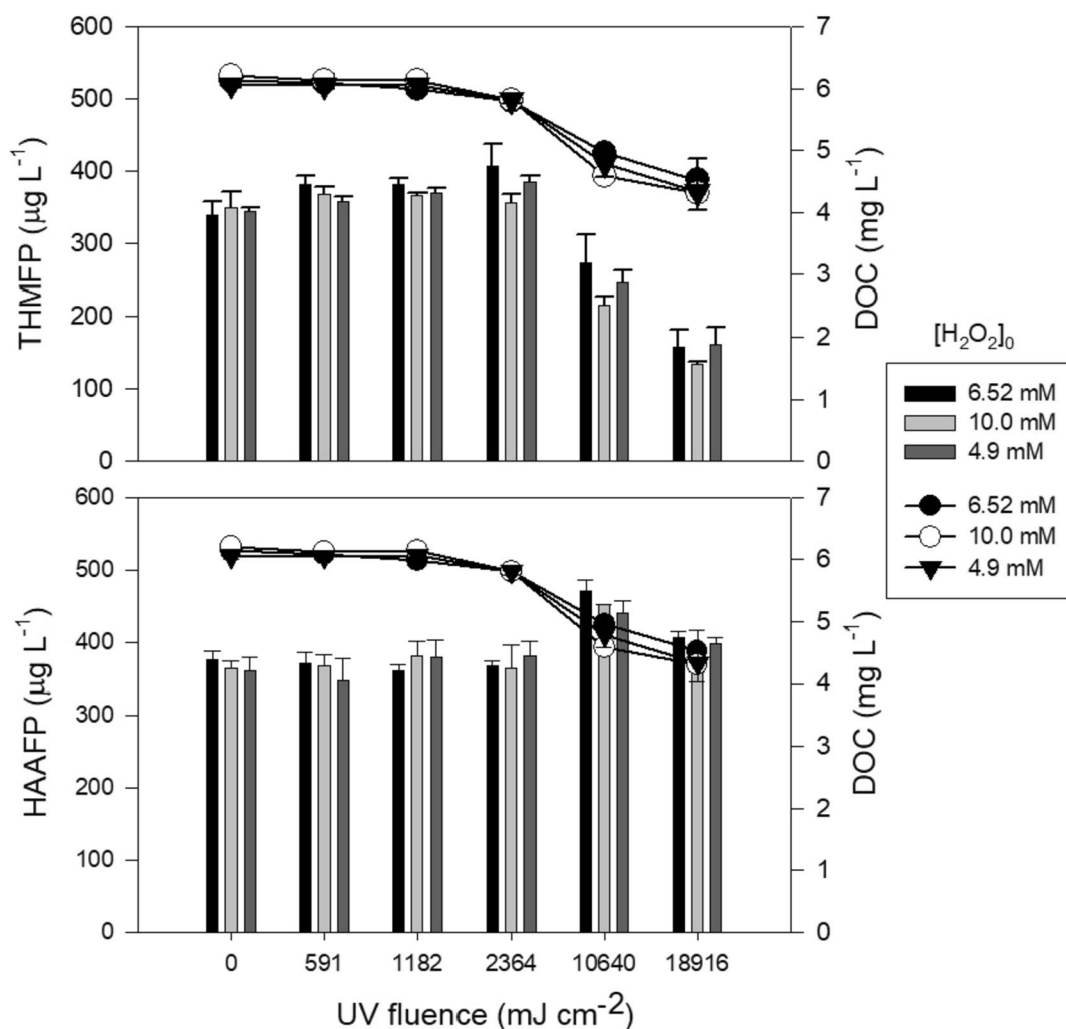 600
500
400
300
200
100
0
THMFP (µg L⁻¹)
7
6
5
4
3
2
1
0
DOC (mg L⁻¹)
600
500
400
300
200
100
0
HAAFP (µg L⁻¹)
7
6
5
4
3
2
1
0
DOC (mg L⁻¹)
0 591 1182 2364 10640 18916
UV fluence (mJ cm⁻²)
[H₂O₂]₀
6.52 mM
10.0 mM
4.9 mM
6.52 mM
10.0 mM
4.9 mM